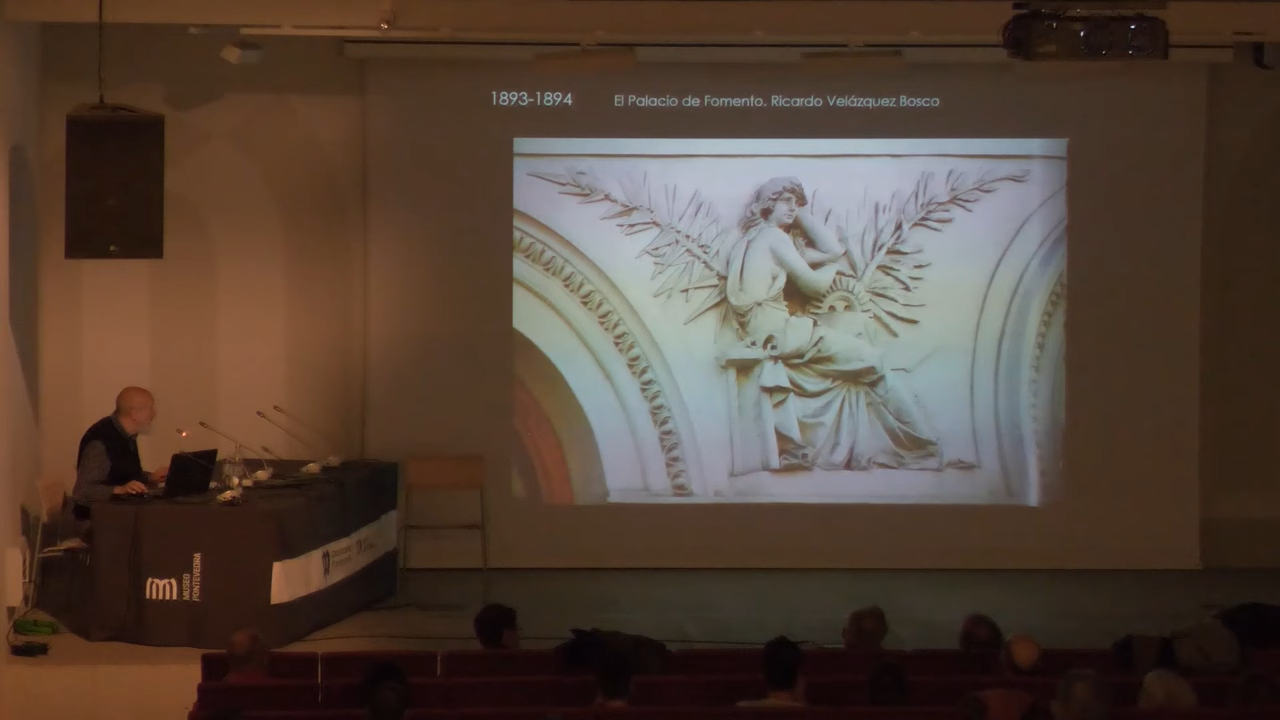 1893-1894 El Palacio de Fomento. Ricardo Velázquez Bosco
MUSEO
PONTEVEDRA